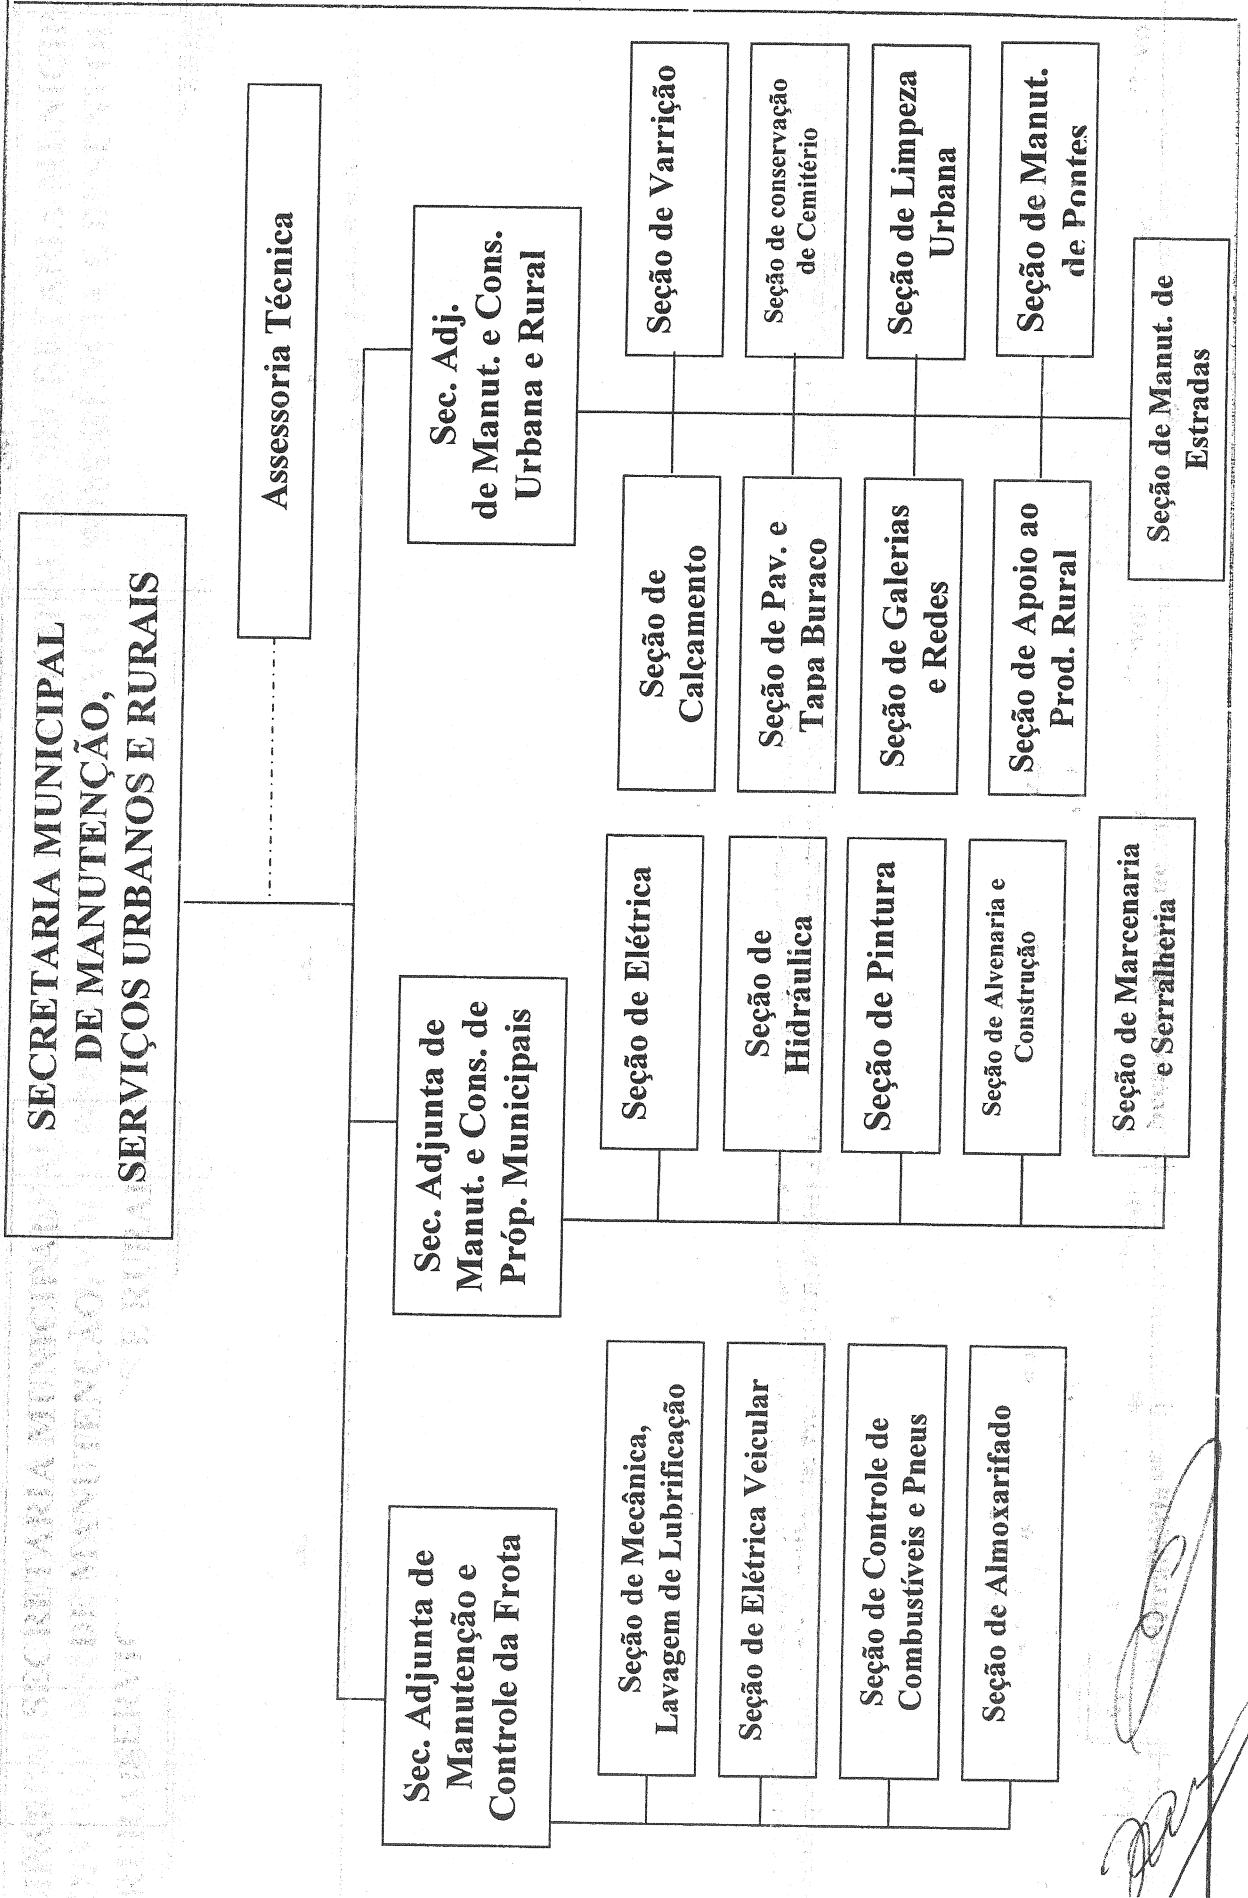 SECRETARIA MUNICIPAL
DE MANUTENÇÃO,
SERVIÇOS URBANOS E RURAIS
Assessoria Técnica
Sec. Adjunta de
Manutenção e
Controle da Frota
Seção de Mecânica,
Lavagem de Lubrificação
Seção de Elétrica Veicular
Seção de Controle de
Combustíveis e Pneus
Seção de Almoxarifado
Sec. Adjunta de
Manut. e Cons. de
Próp. Municipais
Seção de Elétrica
Seção de
Hidráulica
Seção de Pintura
Seção de Alvenaria e
Construção
Seção de Marcenaria
e Serralheria
Sec. Adj.
de Manut. e Cons.
Urbana e Rural
Seção de
Calçamento
Seção de Pav. e
Tapa Buraco
Seção de Galerias
e Redes
Seção de Apoio ao
Prod. Rural
Seção de Varrição
Seção de conservação
de Cemitério
Seção de Limpeza
Urbana
Seção de Manut.
de Pontes
Seção de Manut. de
Estradas